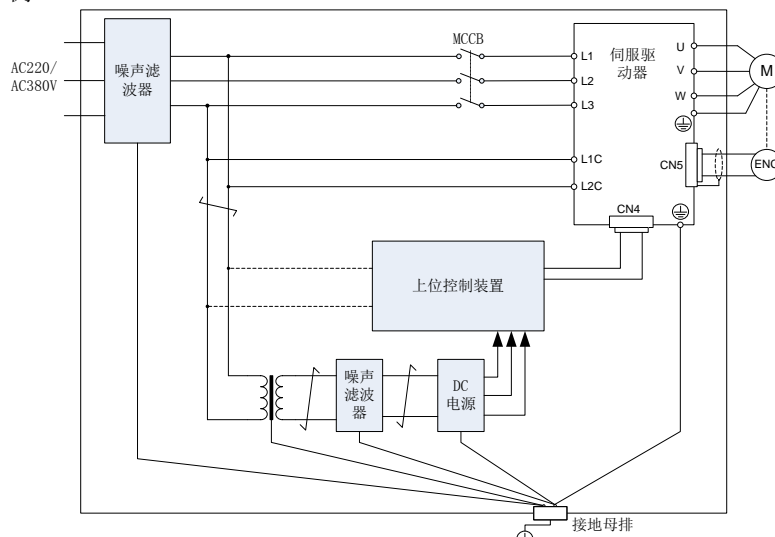 AC220/
AC380V
噪声滤
波器
MCCB
L1
L2
L3
L1C
L2C
伺服驱
动器
U
V
W
M
CN5
ENC
CN4
上位控制装置
噪声
滤波
器
DC
电源
接地母排